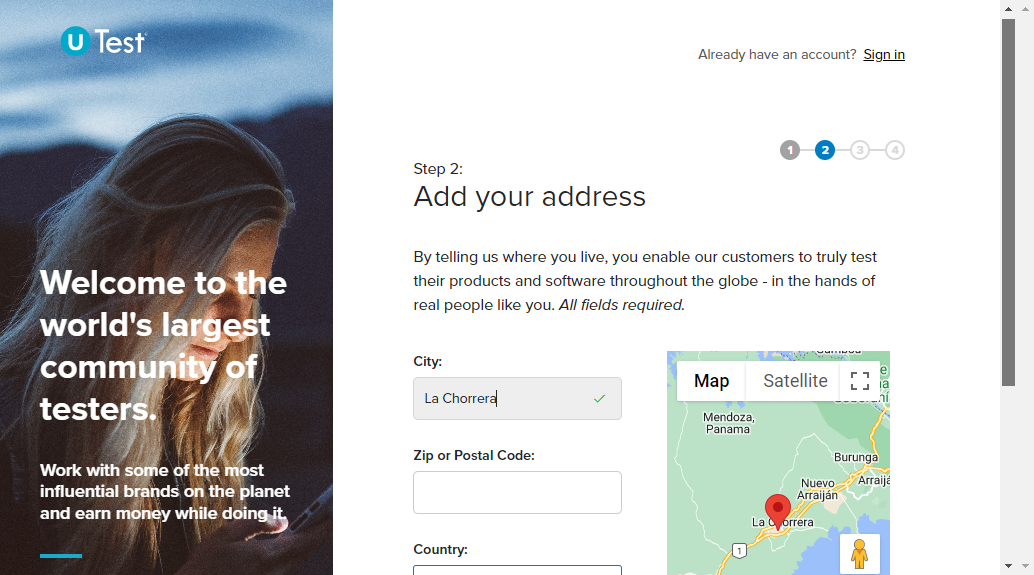 U Test
Already have an account? Sign in
1 2 3 4
Step 2:
Add your address
By telling us where you live, you enable our customers to truly test
their products and software throughout the globe - in the hands of
real people like you. All fields required.
Welcome to the
world's largest
community of
testers.
Work with some of the most
influential brands on the planet
and earn money while doing it.
City:
La Chorrera
Zip or Postal Code:
Country:
Map
Satellite
Mendoza,
Panama
Burunga
Nuevo
Arraiján
Arraijá
La Chorrera
1